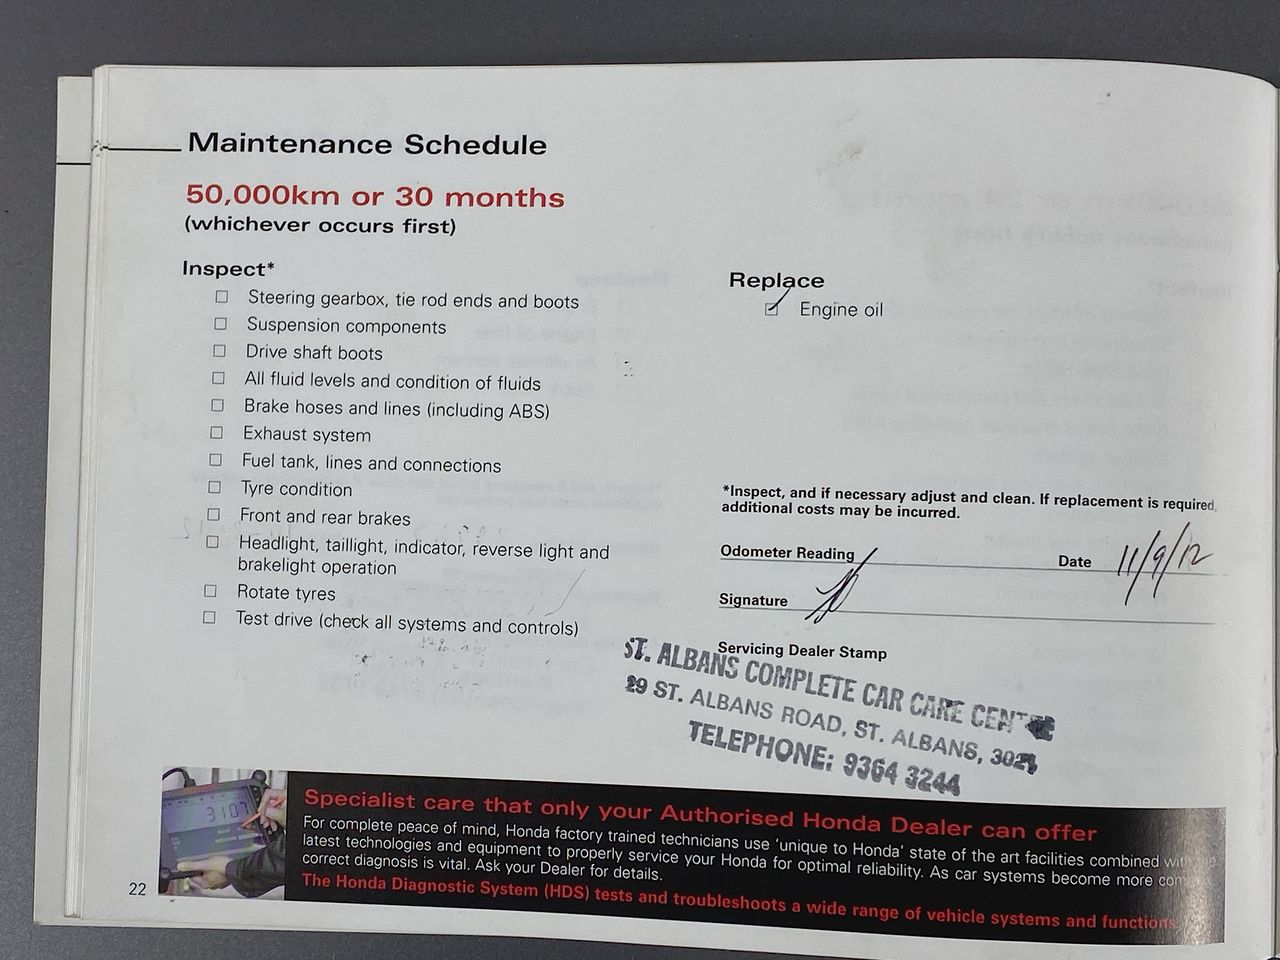 Maintenance Schedule
50,000km or 30 months
(whichever occurs first)
Inspect*
Steering gearbox, tie rod ends and boots
Suspension components
Drive shaft boots
All fluid levels and condition of fluids
Brake hoses and lines (including ABS)
Exhaust system
Fuel tank, lines and connections
Tyre condition
Front and rear brakes
Headlight, taillight, indicator, reverse light and
brakelight operation
Rotate tyres
Test drive (check all systems and controls)
Replace
Engine oil
*Inspect, and if necessary adjust and clean. If replacement is required,
additional costs may be incurred.
Odometer Reading
Date 11/9/12
Signature
Servicing Dealer Stamp
ST. ALBANS COMPLETE CAR CARE CENTRE
29 ST. ALBANS ROAD, ST. ALBANS, 3021
TELEPHONE: 9364 3244
3107
Specialist care that only your Authorised Honda Dealer can offer
For complete peace of mind, Honda factory trained technicians use 'unique to Honda' state of the art facilities combined with the
latest technologies and equipment to properly service your Honda for optimal reliability. As car systems become more
correct diagnosis is vital. Ask your Dealer for details.
The Honda Diagnostic System (HDS) tests and troubleshoots a wide range of vehicle systems and functions.
22